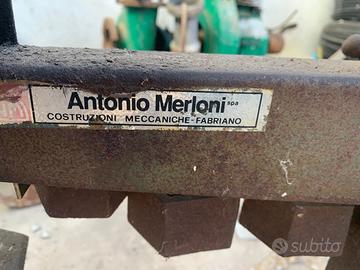 Antonio Merloni spa
COSTRUZIONI MECCANICHE-FABRIANO
subito